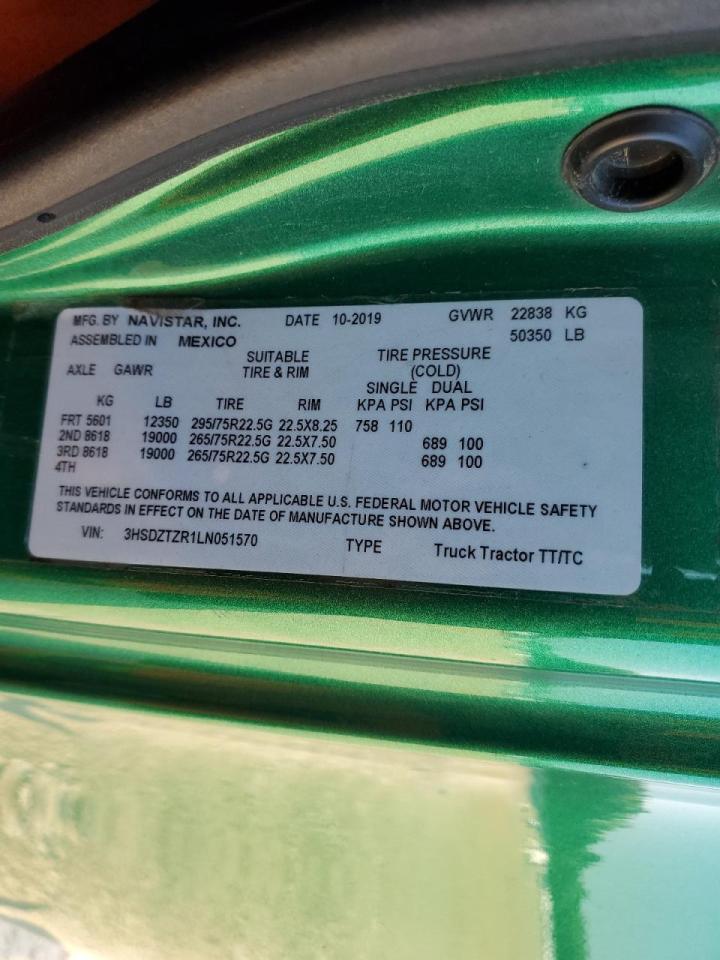 MFG. BY NAVISTAR, INC. DATE 10-2019 GVWR 22838 KG
ASSEMBLED IN MEXICO 50350 LB
SUITABLE TIRE PRESSURE
AXLE GAWR TIRE & RIM (COLD)
SINGLE DUAL
KG LB TIRE RIM KPA PSI KPA PSI
FRT 5601 12350 295/75R22.5G 22.5X8.25 758 110
2ND 8618 19000 265/75R22.5G 22.5X7.50 689 100
3RD 8618 19000 265/75R22.5G 22.5X7.50 689 100
4TH
THIS VEHICLE CONFORMS TO ALL APPLICABLE U.S. FEDERAL MOTOR VEHICLE SAFETY
STANDARDS IN EFFECT ON THE DATE OF MANUFACTURE SHOWN ABOVE.
VIN: 3HSDZTZR1LN051570 TYPE Truck Tractor TT/TC